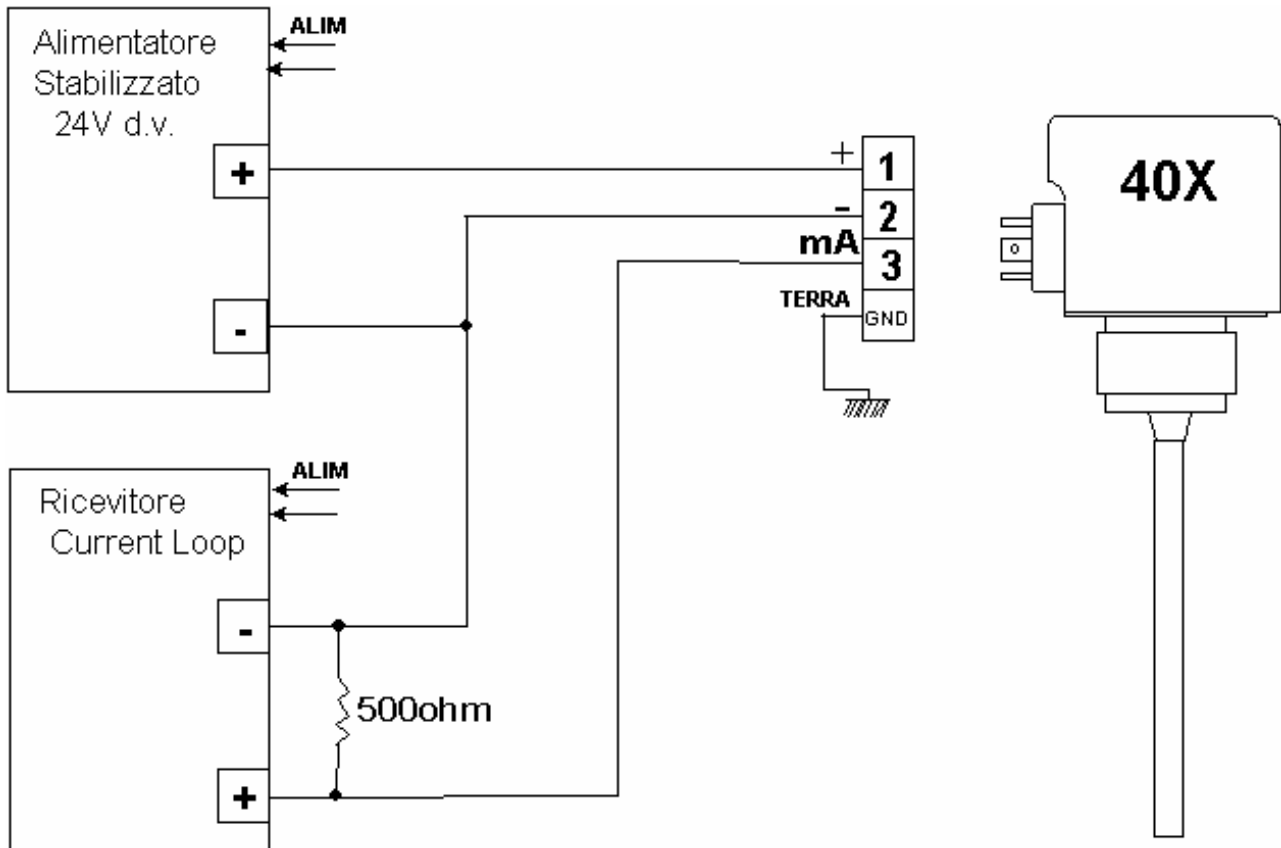 ALIM
Alimentatore
Stabilizzato
24V d.v.
+
-
+ 1
- 2
mA 3
TERRA GND
40X
ALIM
Ricevitore
Current Loop
-
500ohm
+